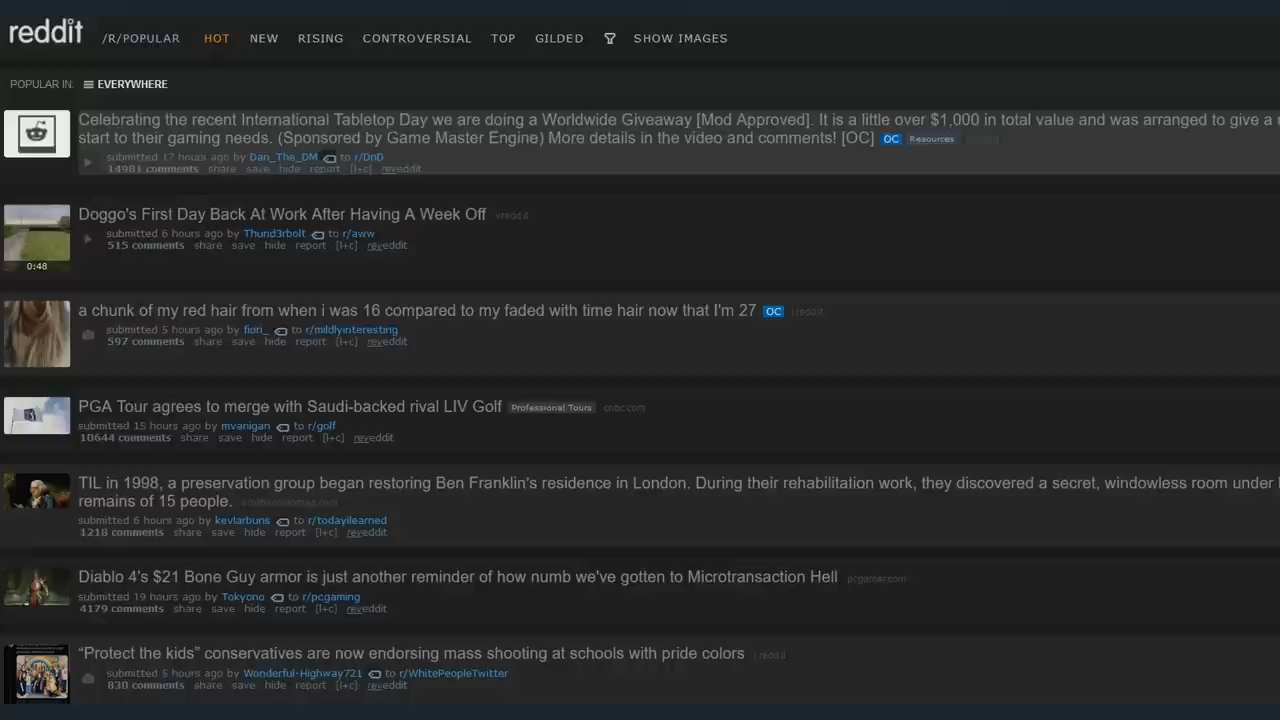 reddit /R/POPULAR HOT NEW RISING CONTROVERSIAL TOP GILDED SHOW IMAGES
POPULAR IN: EVERYWHERE
Celebrating the recent International Tabletop Day we are doing a Worldwide Giveaway [Mod Approved]. It is a little over $1,000 in total value and was arranged to give a
start to their gaming needs. (Sponsored by Game Master Engine) More details in the video and comments! [OC] OC Resources
submitted 17 hours ago by Dan_The_DM to r/DnD
14981 comments share save hide report [l+c] reveddit
Doggo's First Day Back At Work After Having A Week Off v.redd.it
submitted 6 hours ago by Thund3rbolt to r/aww
515 comments share save hide report [l+c] reveddit
0:48
a chunk of my red hair from when i was 16 compared to my faded with time hair now that I'm 27 OC i.redd.it
submitted 5 hours ago by fiori_ to r/mildlyinteresting
597 comments share save hide report [l+c] reveddit
PGA Tour agrees to merge with Saudi-backed rival LIV Golf Professional Tours cnbc.com
submitted 15 hours ago by mvanigan to r/golf
10644 comments share save hide report [l+c] reveddit
TIL in 1998, a preservation group began restoring Ben Franklin's residence in London. During their rehabilitation work, they discovered a secret, windowless room under
remains of 15 people. smithsonianmag.com
submitted 6 hours ago by kevlarbuns to r/todayilearned
1218 comments share save hide report [l+c] reveddit
Diablo 4's $21 Bone Guy armor is just another reminder of how numb we've gotten to Microtransaction Hell pcgamer.com
submitted 19 hours ago by Tokyono to r/pcgaming
4179 comments share save hide report [l+c] reveddit
“Protect the kids” conservatives are now endorsing mass shooting at schools with pride colors i.redd.it
submitted 5 hours ago by Wonderful-Highway721 to r/WhitePeopleTwitter
830 comments share save hide report [l+c] reveddit